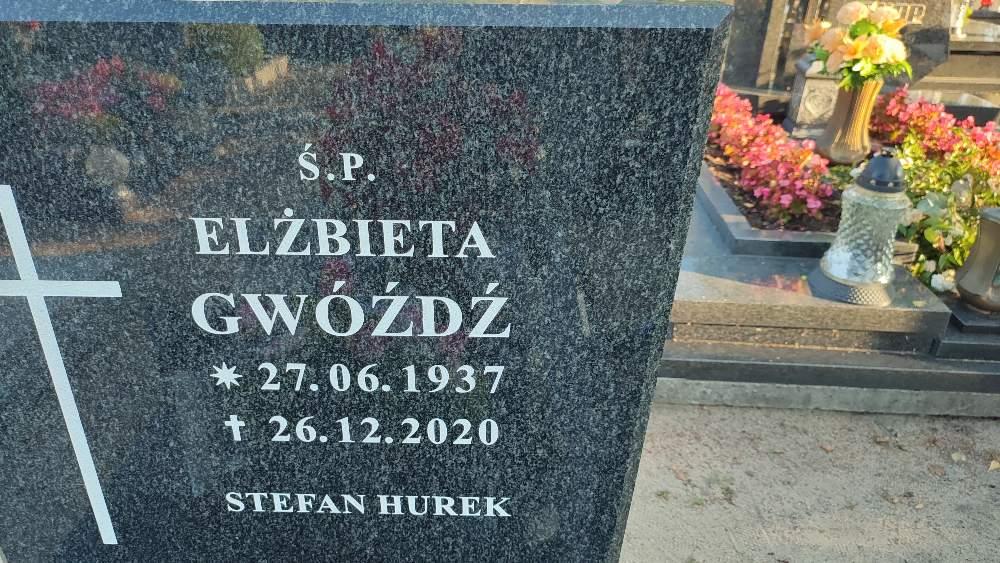 Ś.P.
ELŻBIETA
GWÓŹDŹ
✷ 27.06.1937
✝ 26.12.2020
STEFAN HUREK